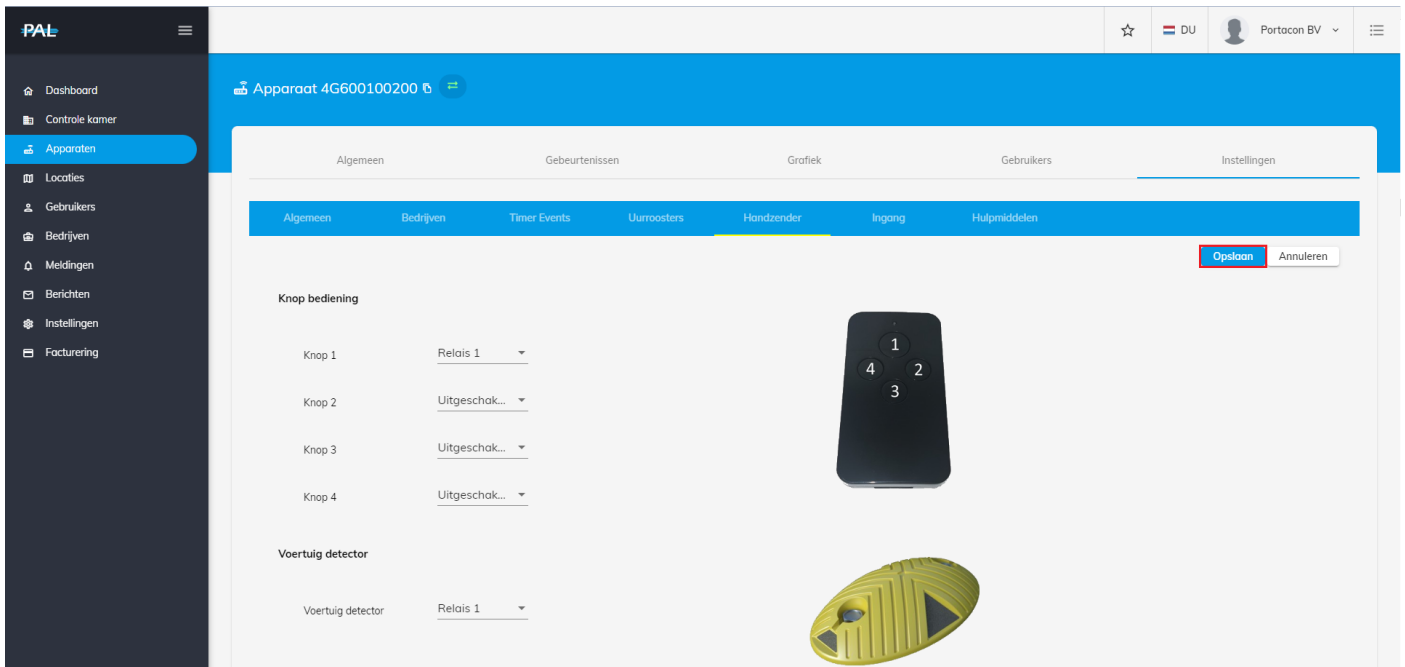 PAL
DU
Portacon BV
Dashboard
Controle kamer
Apparaten
Locaties
Gebruikers
Bedrijven
Meldingen
Berichten
Instellingen
Facturering
Apparaat 4G600100200
Algemeen Gebeurtenissen Grafiek Gebruikers Instellingen
Algemeen Bedrijven Timer Events Uurroosters Handzender Ingang Hulpmiddelen
Opslaan Annuleren
Knop bediening
Knop 1 Relais 1
Knop 2 Uitgeschak...
Knop 3 Uitgeschak...
Knop 4 Uitgeschak...
1
4 2
3
Voertuig detector
Voertuig detector Relais 1